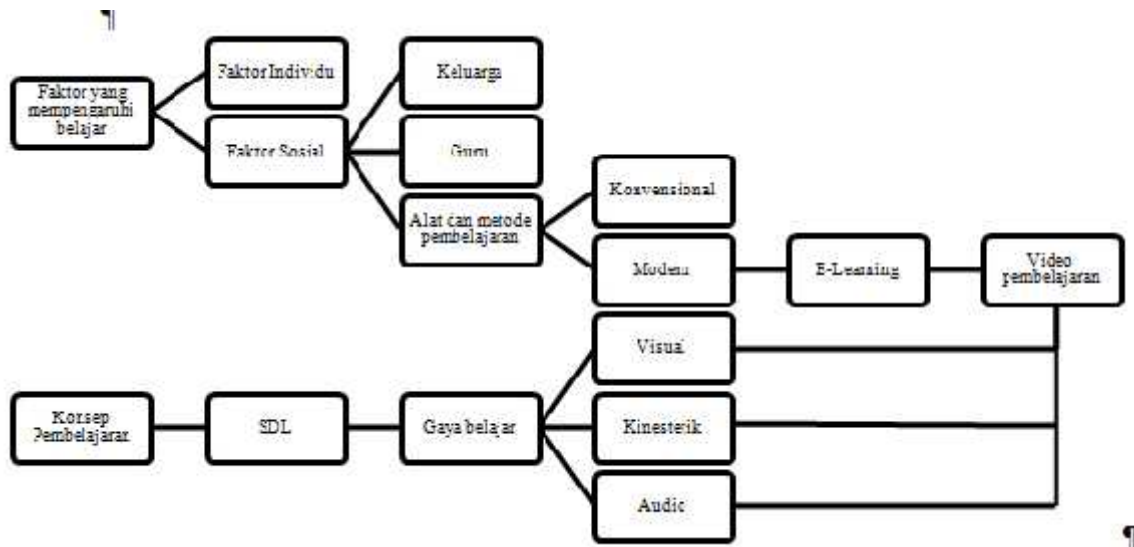 ¶
Faktor Individu
Keluarga
Faktor yang
mempengaruhi
belajar
Faktor Sosial
Guru
Konvensional
Alat dan metode
pembelajaran
Modern
E-Learning
Video
pembelajaran
Visual
Konsep
Pembelajaran
SDL
Gaya belajar
Kinestetik
Audio
¶